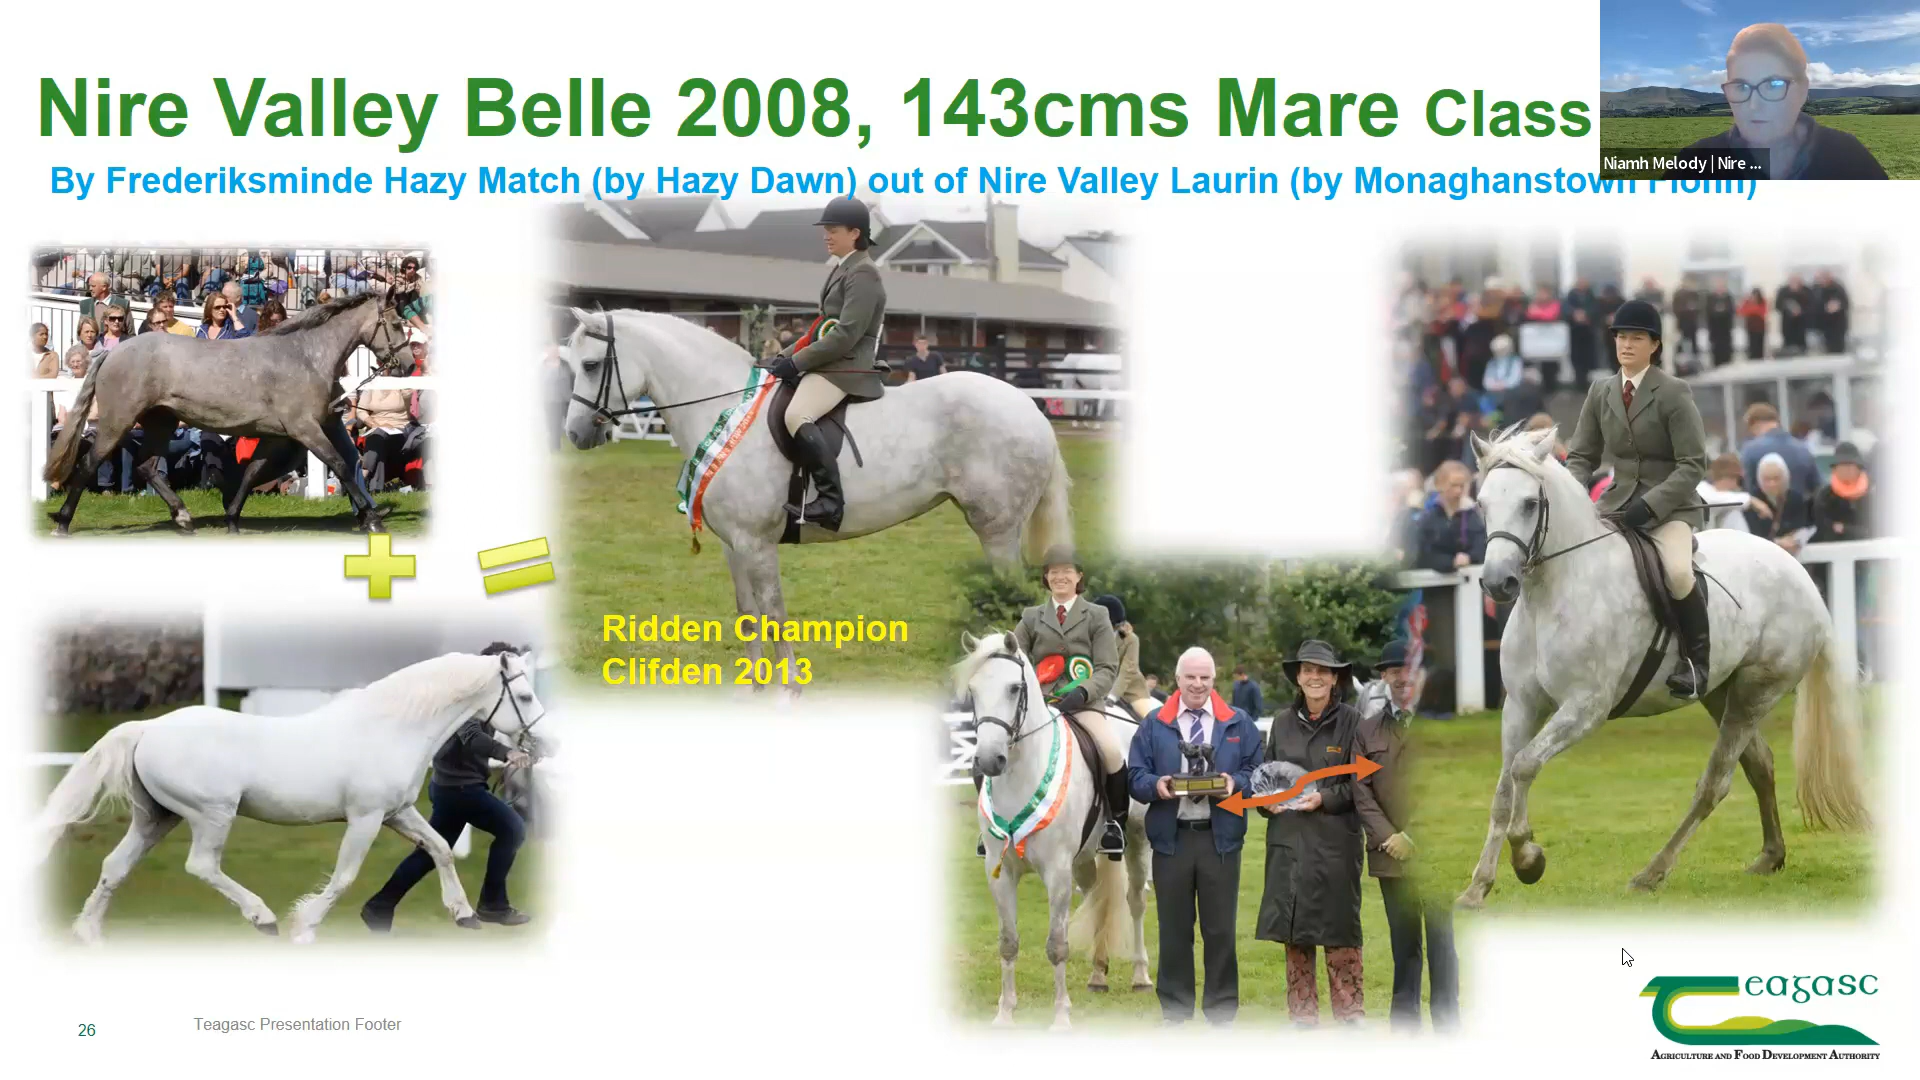 Nire Valley Belle 2008, 143cms Mare Class
Niamh Melody | Nire ...
By Frederiksminde Hazy Match (by Hazy Dawn) out of Nire Valley Laurin (by Monaghanstown Fionn)
Ridden Champion
Clifden 2013
26
Teagasc Presentation Footer
Teagasc
AGRICULTURE AND FOOD DEVELOPMENT AUTHORITY